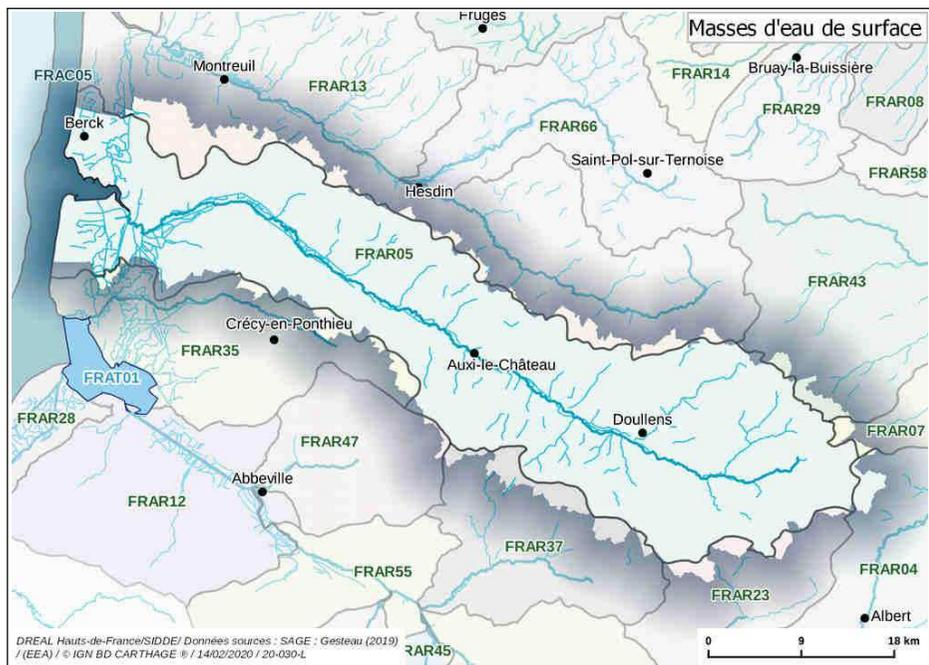 Fruges
Masses d'eau de surface
Montreuil
FRAC05
FRAR13
FRAR14
Bruay-la-Buissière
FRAR29
FRAR08
Berck
FRAR66
Saint-Pol-sur-Ternoise
FRAR58
Hesdin
FRAR05
FRAR43
Crécy-en-Ponthieu
FRAR35
Auxi-le-Château
FRAT01
FRAR28
Doullens
FRAR07
FRAR47
Abbeville
FRAR12
FRAR37
FRAR55
FRAR23
FRAR04
Albert
DREAL Hauts-de-France/SIDDE/ Données sources : SAGE : Gesteau (2019)
/ (EEA) / © IGN BD CARTHAGE ® / 14/02/2020 / 20-030-L
FRAR45
0 9 18 km